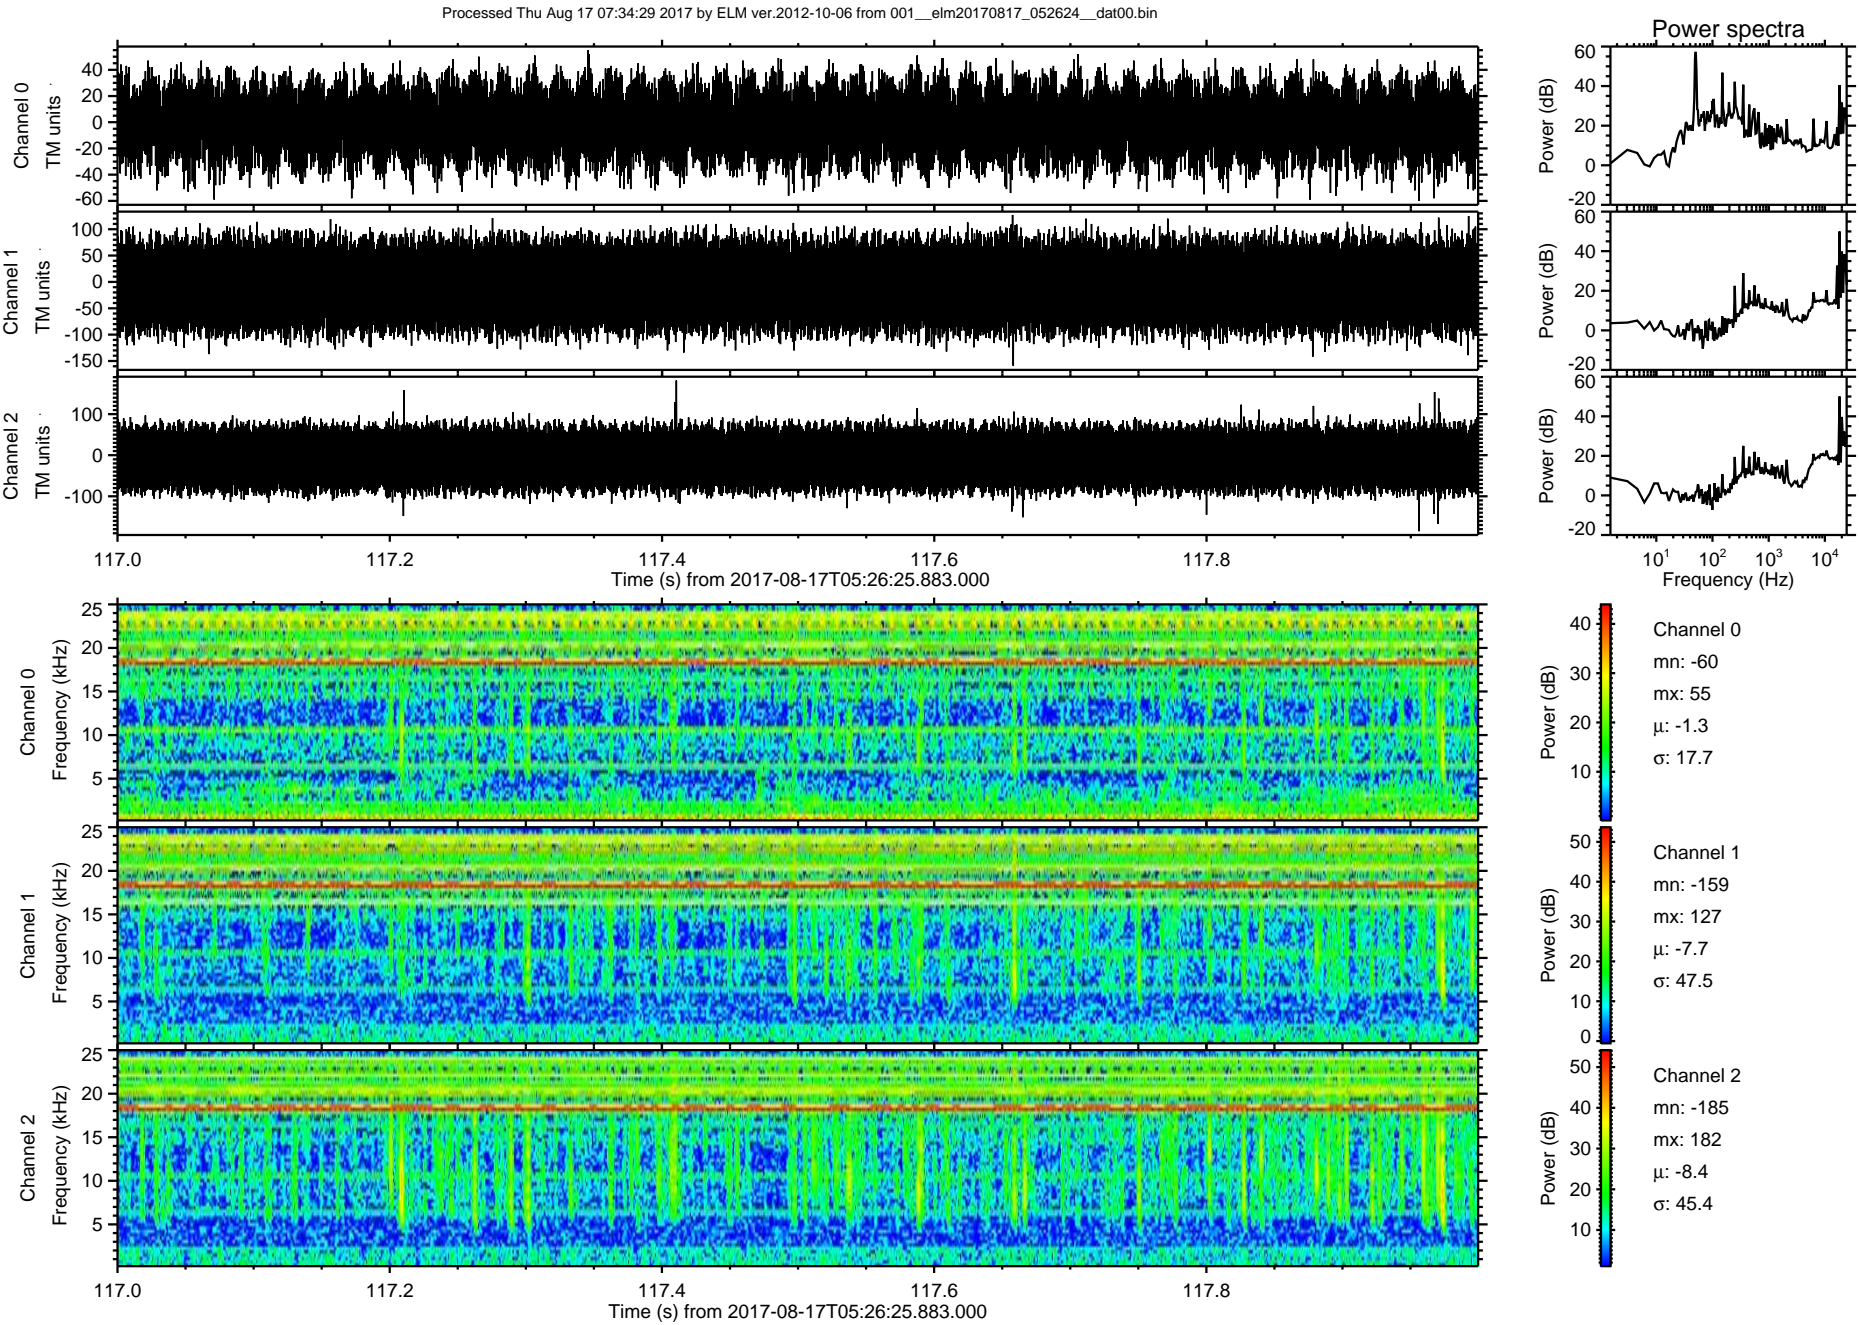 Processed Thu Aug 17 07:34:29 2017 by ELM ver.2012-10-06 from 001__elm20170817_052624__dat00.bin
Power spectra
Channel 0
TM units
40
20
0
-20
-40
-60
Power (dB)
60
40
20
0
-20
Channel 1
TM units
100
50
0
-50
-100
-150
Power (dB)
60
40
20
0
-20
Channel 2
TM units
100
0
-100
Power (dB)
60
40
20
0
-20
117.0 117.2 117.4 117.6 117.8
Time (s) from 2017-08-17T05:26:25.883.000
10¹ 10² 10³ 10⁴
Frequency (Hz)
Channel 0
Frequency (kHz)
25
20
15
10
5
Power (dB)
40
30
20
10
Channel 0
mn: -60
mx: 55
μ: -1.3
σ: 17.7
Channel 1
Frequency (kHz)
25
20
15
10
5
Power (dB)
50
40
30
20
10
0
Channel 1
mn: -159
mx: 127
μ: -7.7
σ: 47.5
Channel 2
Frequency (kHz)
25
20
15
10
5
Power (dB)
50
40
30
20
10
Channel 2
mn: -185
mx: 182
μ: -8.4
σ: 45.4
117.0 117.2 117.4 117.6 117.8
Time (s) from 2017-08-17T05:26:25.883.000